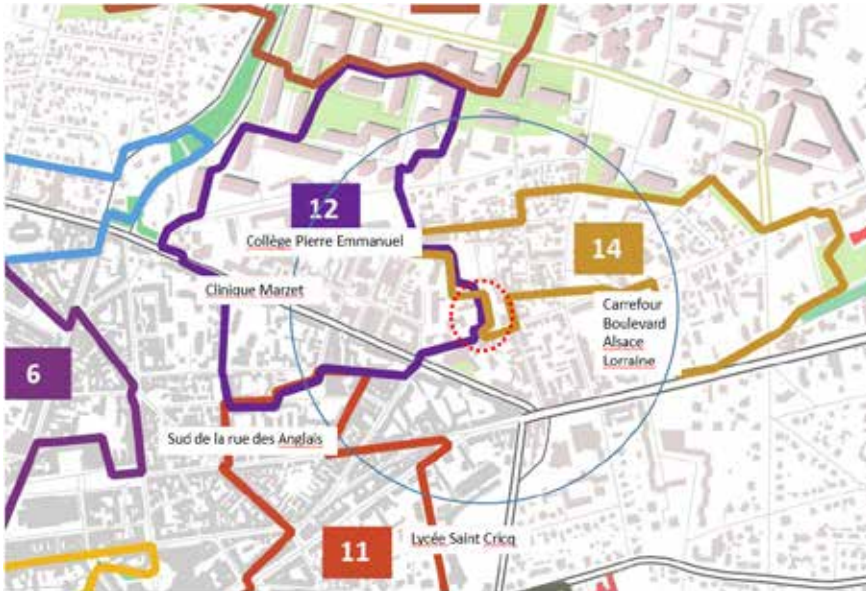 12
Collège Pierre Emmanuel
14
Clinique Marzet
Carrefour
Boulevard
Alsace
Lorraine
6
Sud de la rue des Anglais
11
Lycée Saint Cricq